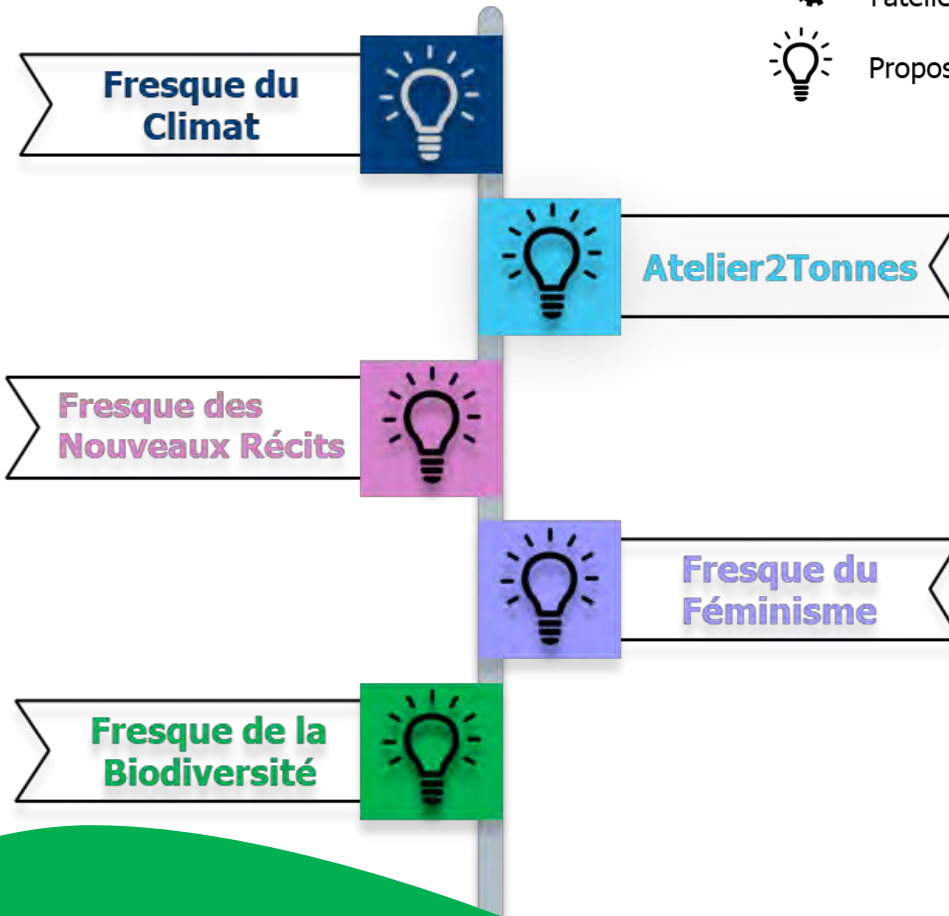 Fresque du
Climat
Atelier2Tonnes
Fresque des
Nouveaux Récits
Fresque du
Féminisme
Fresque de la
Biodiversité